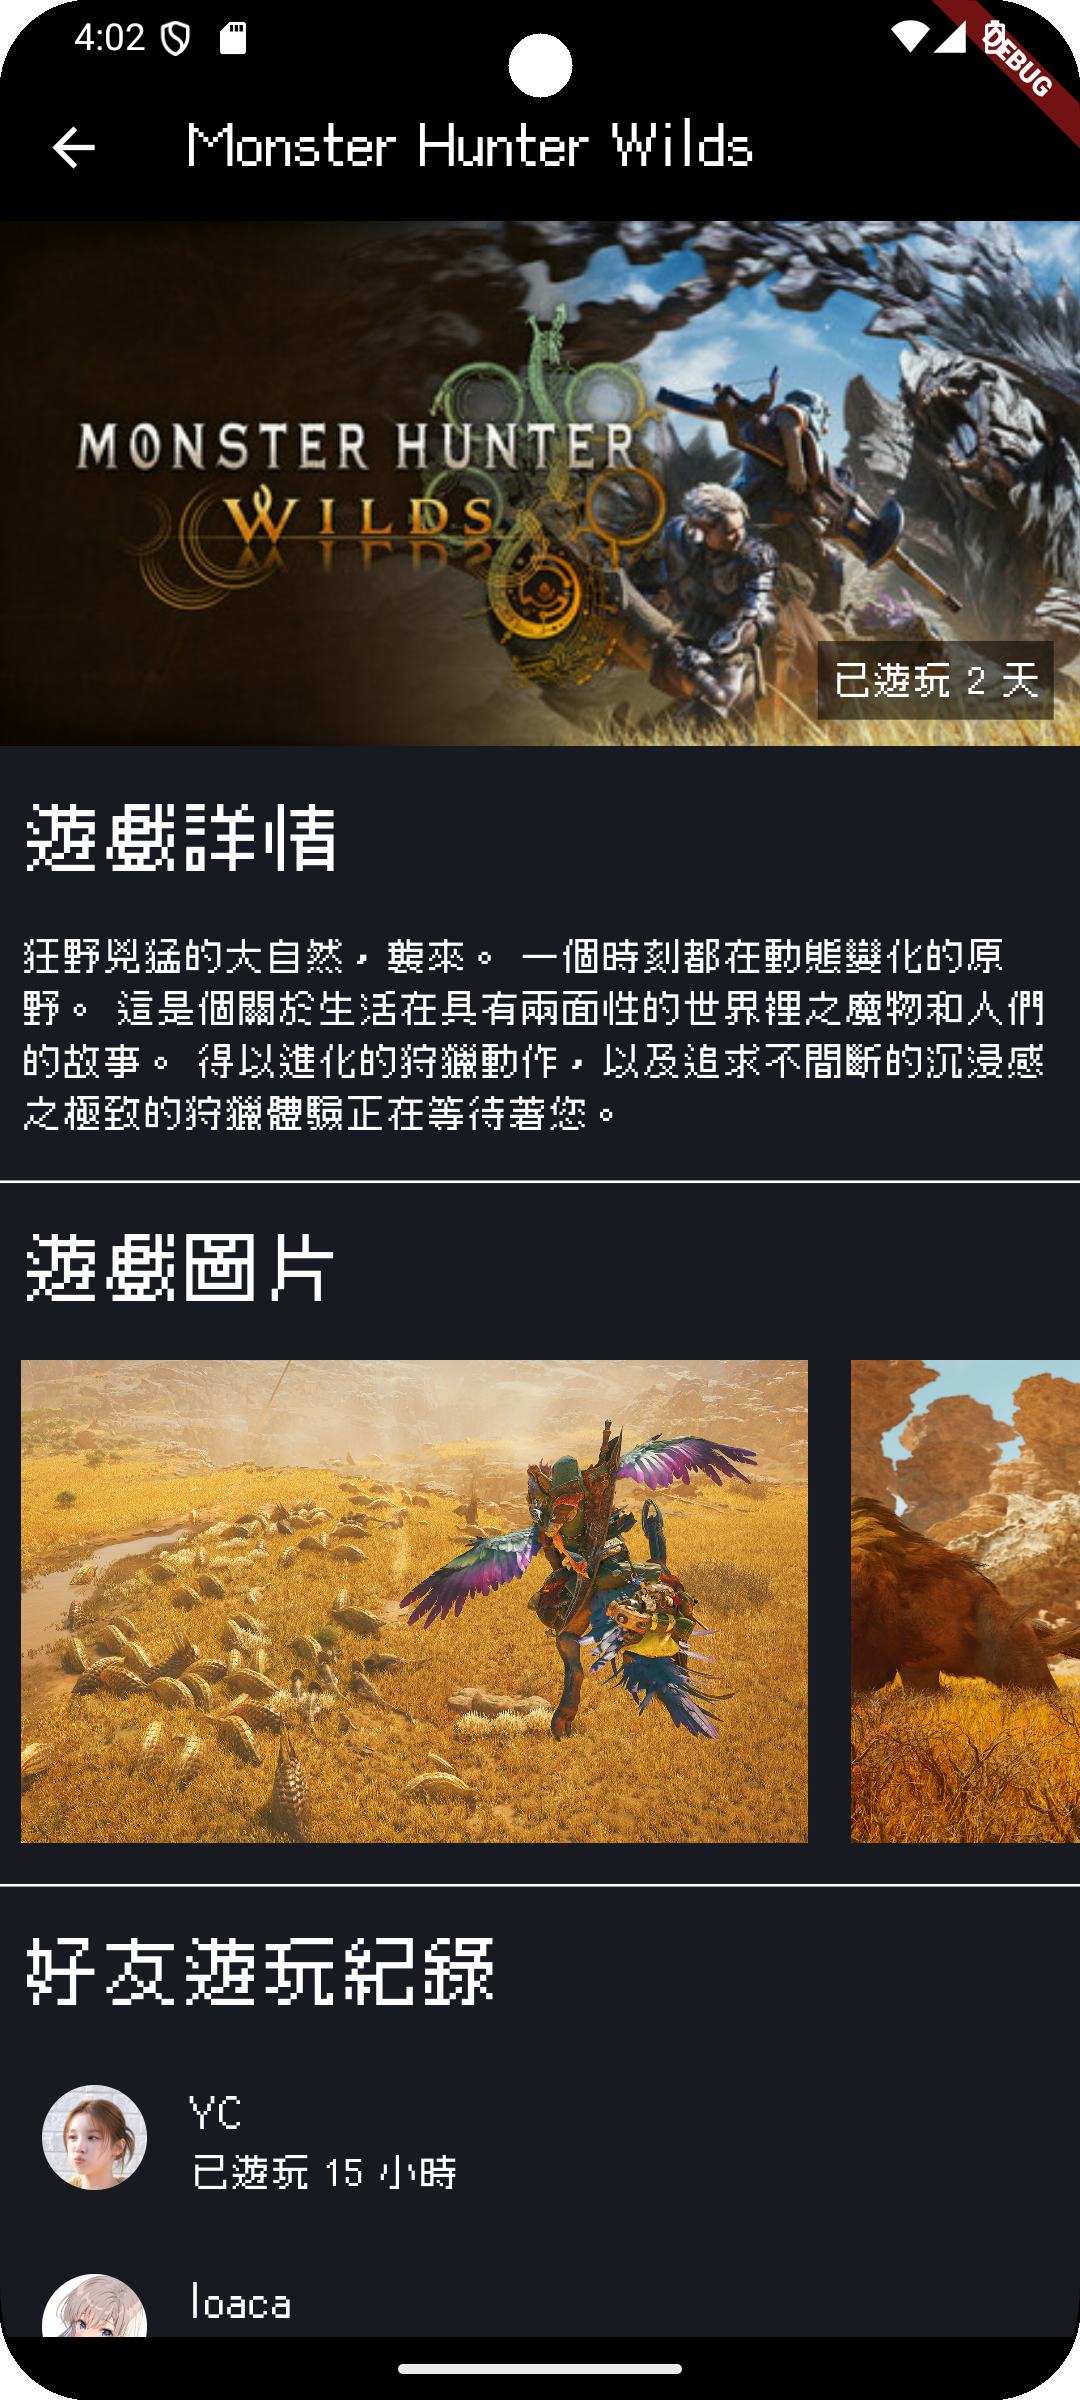 4:02
DEBUG
Monster Hunter Wilds
MONSTER HUNTER
WILDS
已遊玩 2 天
遊戲詳情
狂野兇猛的大自然，襲來。 一個時刻都在動態變化的原
野。 這是個關於生活在具有兩面性的世界裡之魔物和人們
的故事。 得以進化的狩獵動作，以及追求不間斷的沉浸感
之極致的狩獵體驗正在等待著您。
遊戲圖片
好友遊玩紀錄
YC
已遊玩 15 小時
loaca